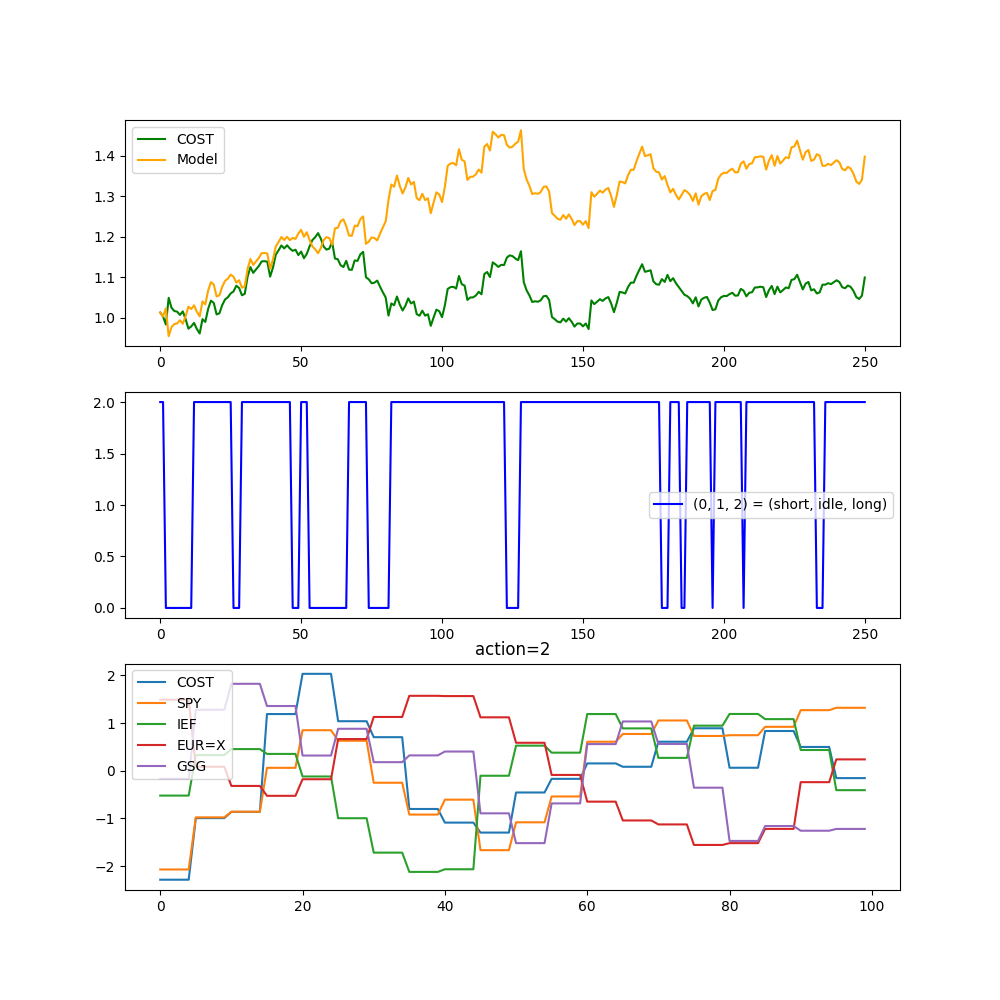 COST
Model
1.4
1.3
1.2
1.1
1.0
0 50 100 150 200 250
2.0
1.5
1.0
0.5
0.0
(0, 1, 2) = (short, idle, long)
0 50 100 150 200 250
action=2
2
1
0
−1
−2
COST
SPY
IEF
EUR=X
GSG
0 20 40 60 80 100